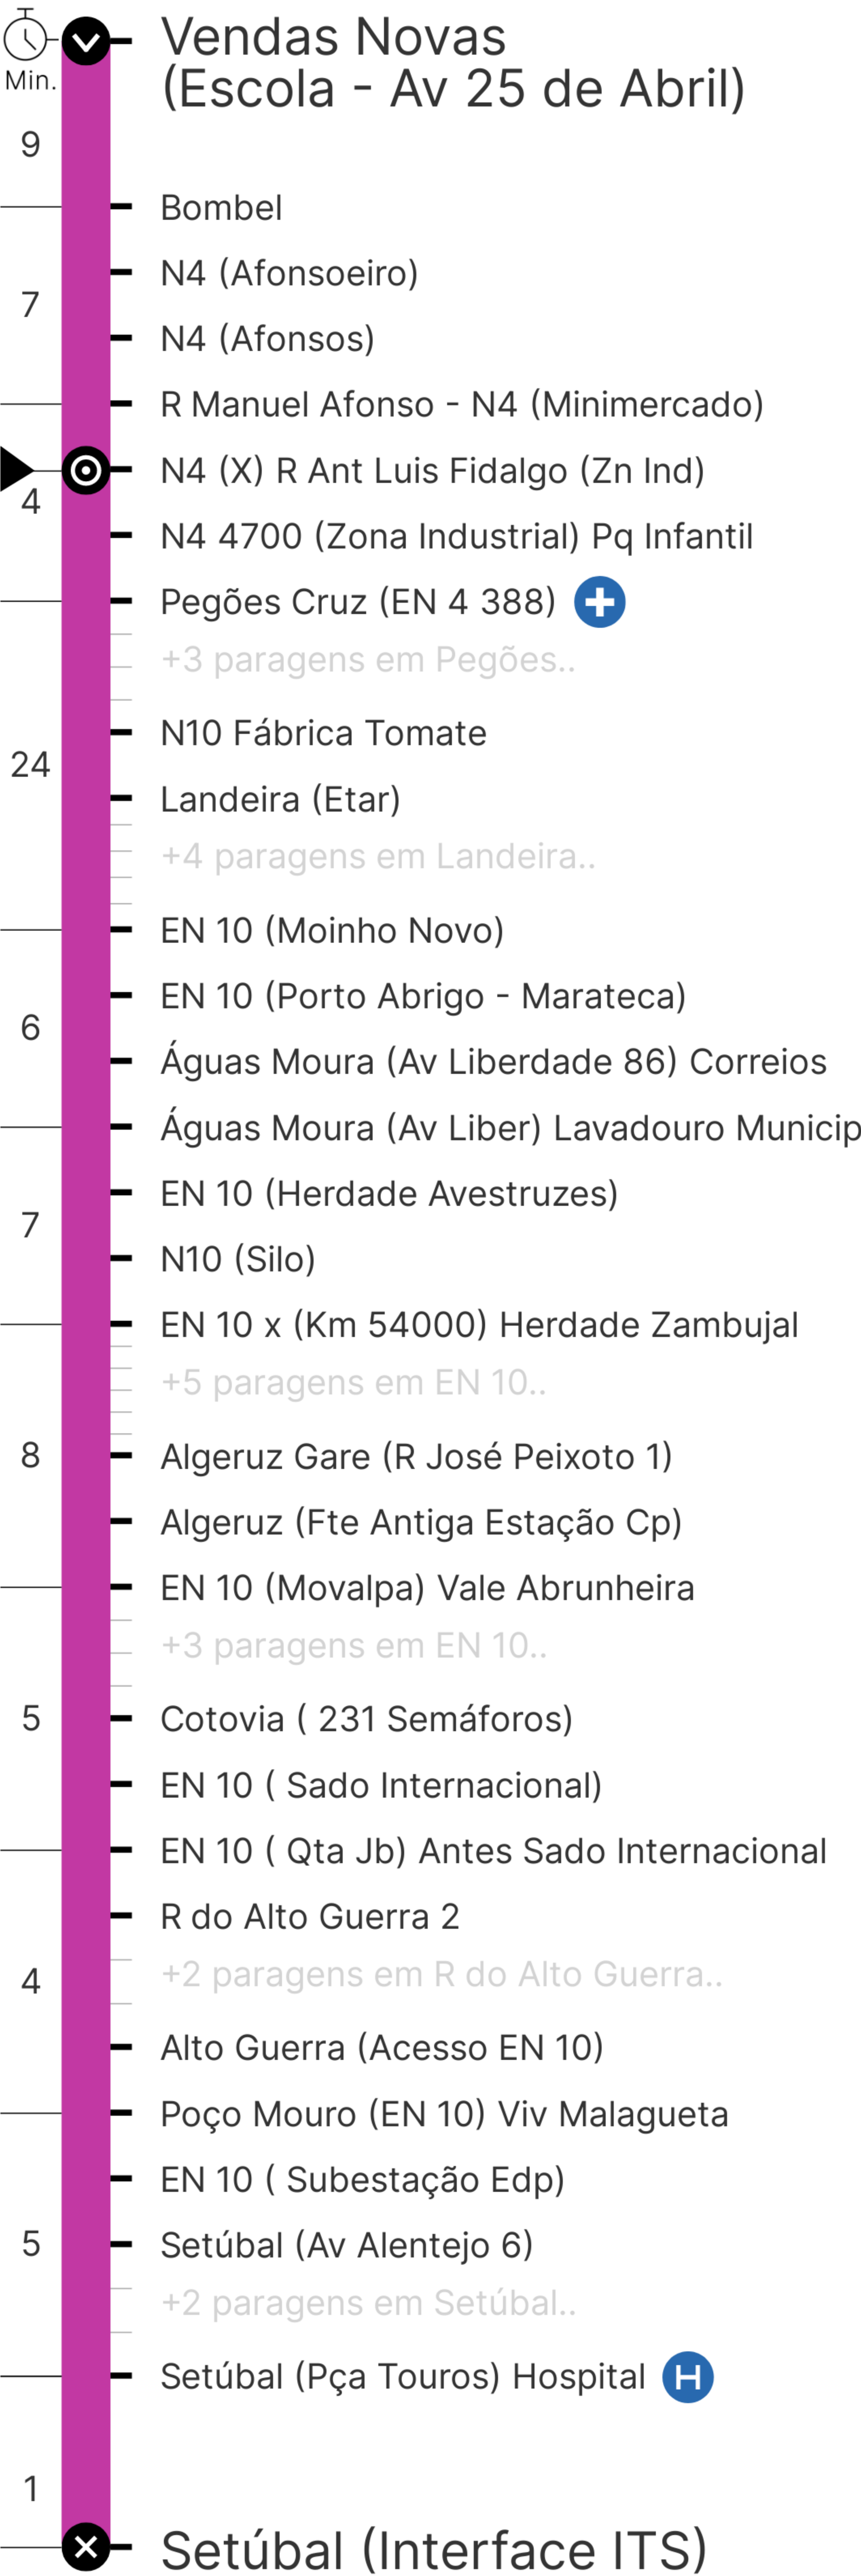 Vendas Novas
(Escola - Av 25 de Abril)
Min.
9
Bombel
N4 (Afonsoeiro)
7
N4 (Afonsos)
R Manuel Afonso - N4 (Minimercado)
N4 (X) R Ant Luis Fidalgo (Zn Ind)
4
N4 4700 (Zona Industrial) Pq Infantil
Pegões Cruz (EN 4 388)
+3 paragens em Pegões..
N10 Fábrica Tomate
24
Landeira (Etar)
+4 paragens em Landeira..
EN 10 (Moinho Novo)
EN 10 (Porto Abrigo - Marateca)
6
Águas Moura (Av Liberdade 86) Correios
Águas Moura (Av Liber) Lavadouro Municip
EN 10 (Herdade Avestruzes)
7
N10 (Silo)
EN 10 x (Km 54000) Herdade Zambujal
+5 paragens em EN 10..
8
Algeruz Gare (R José Peixoto 1)
Algeruz (Fte Antiga Estação Cp)
EN 10 (Movalpa) Vale Abrunheira
+3 paragens em EN 10..
5
Cotovia ( 231 Semáforos)
EN 10 ( Sado Internacional)
EN 10 ( Qta Jb) Antes Sado Internacional
R do Alto Guerra 2
+2 paragens em R do Alto Guerra..
4
Alto Guerra (Acesso EN 10)
Poço Mouro (EN 10) Viv Malagueta
EN 10 ( Subestação Edp)
5
Setúbal (Av Alentejo 6)
+2 paragens em Setúbal..
Setúbal (Pça Touros) Hospital H
1
Setúbal (Interface ITS)